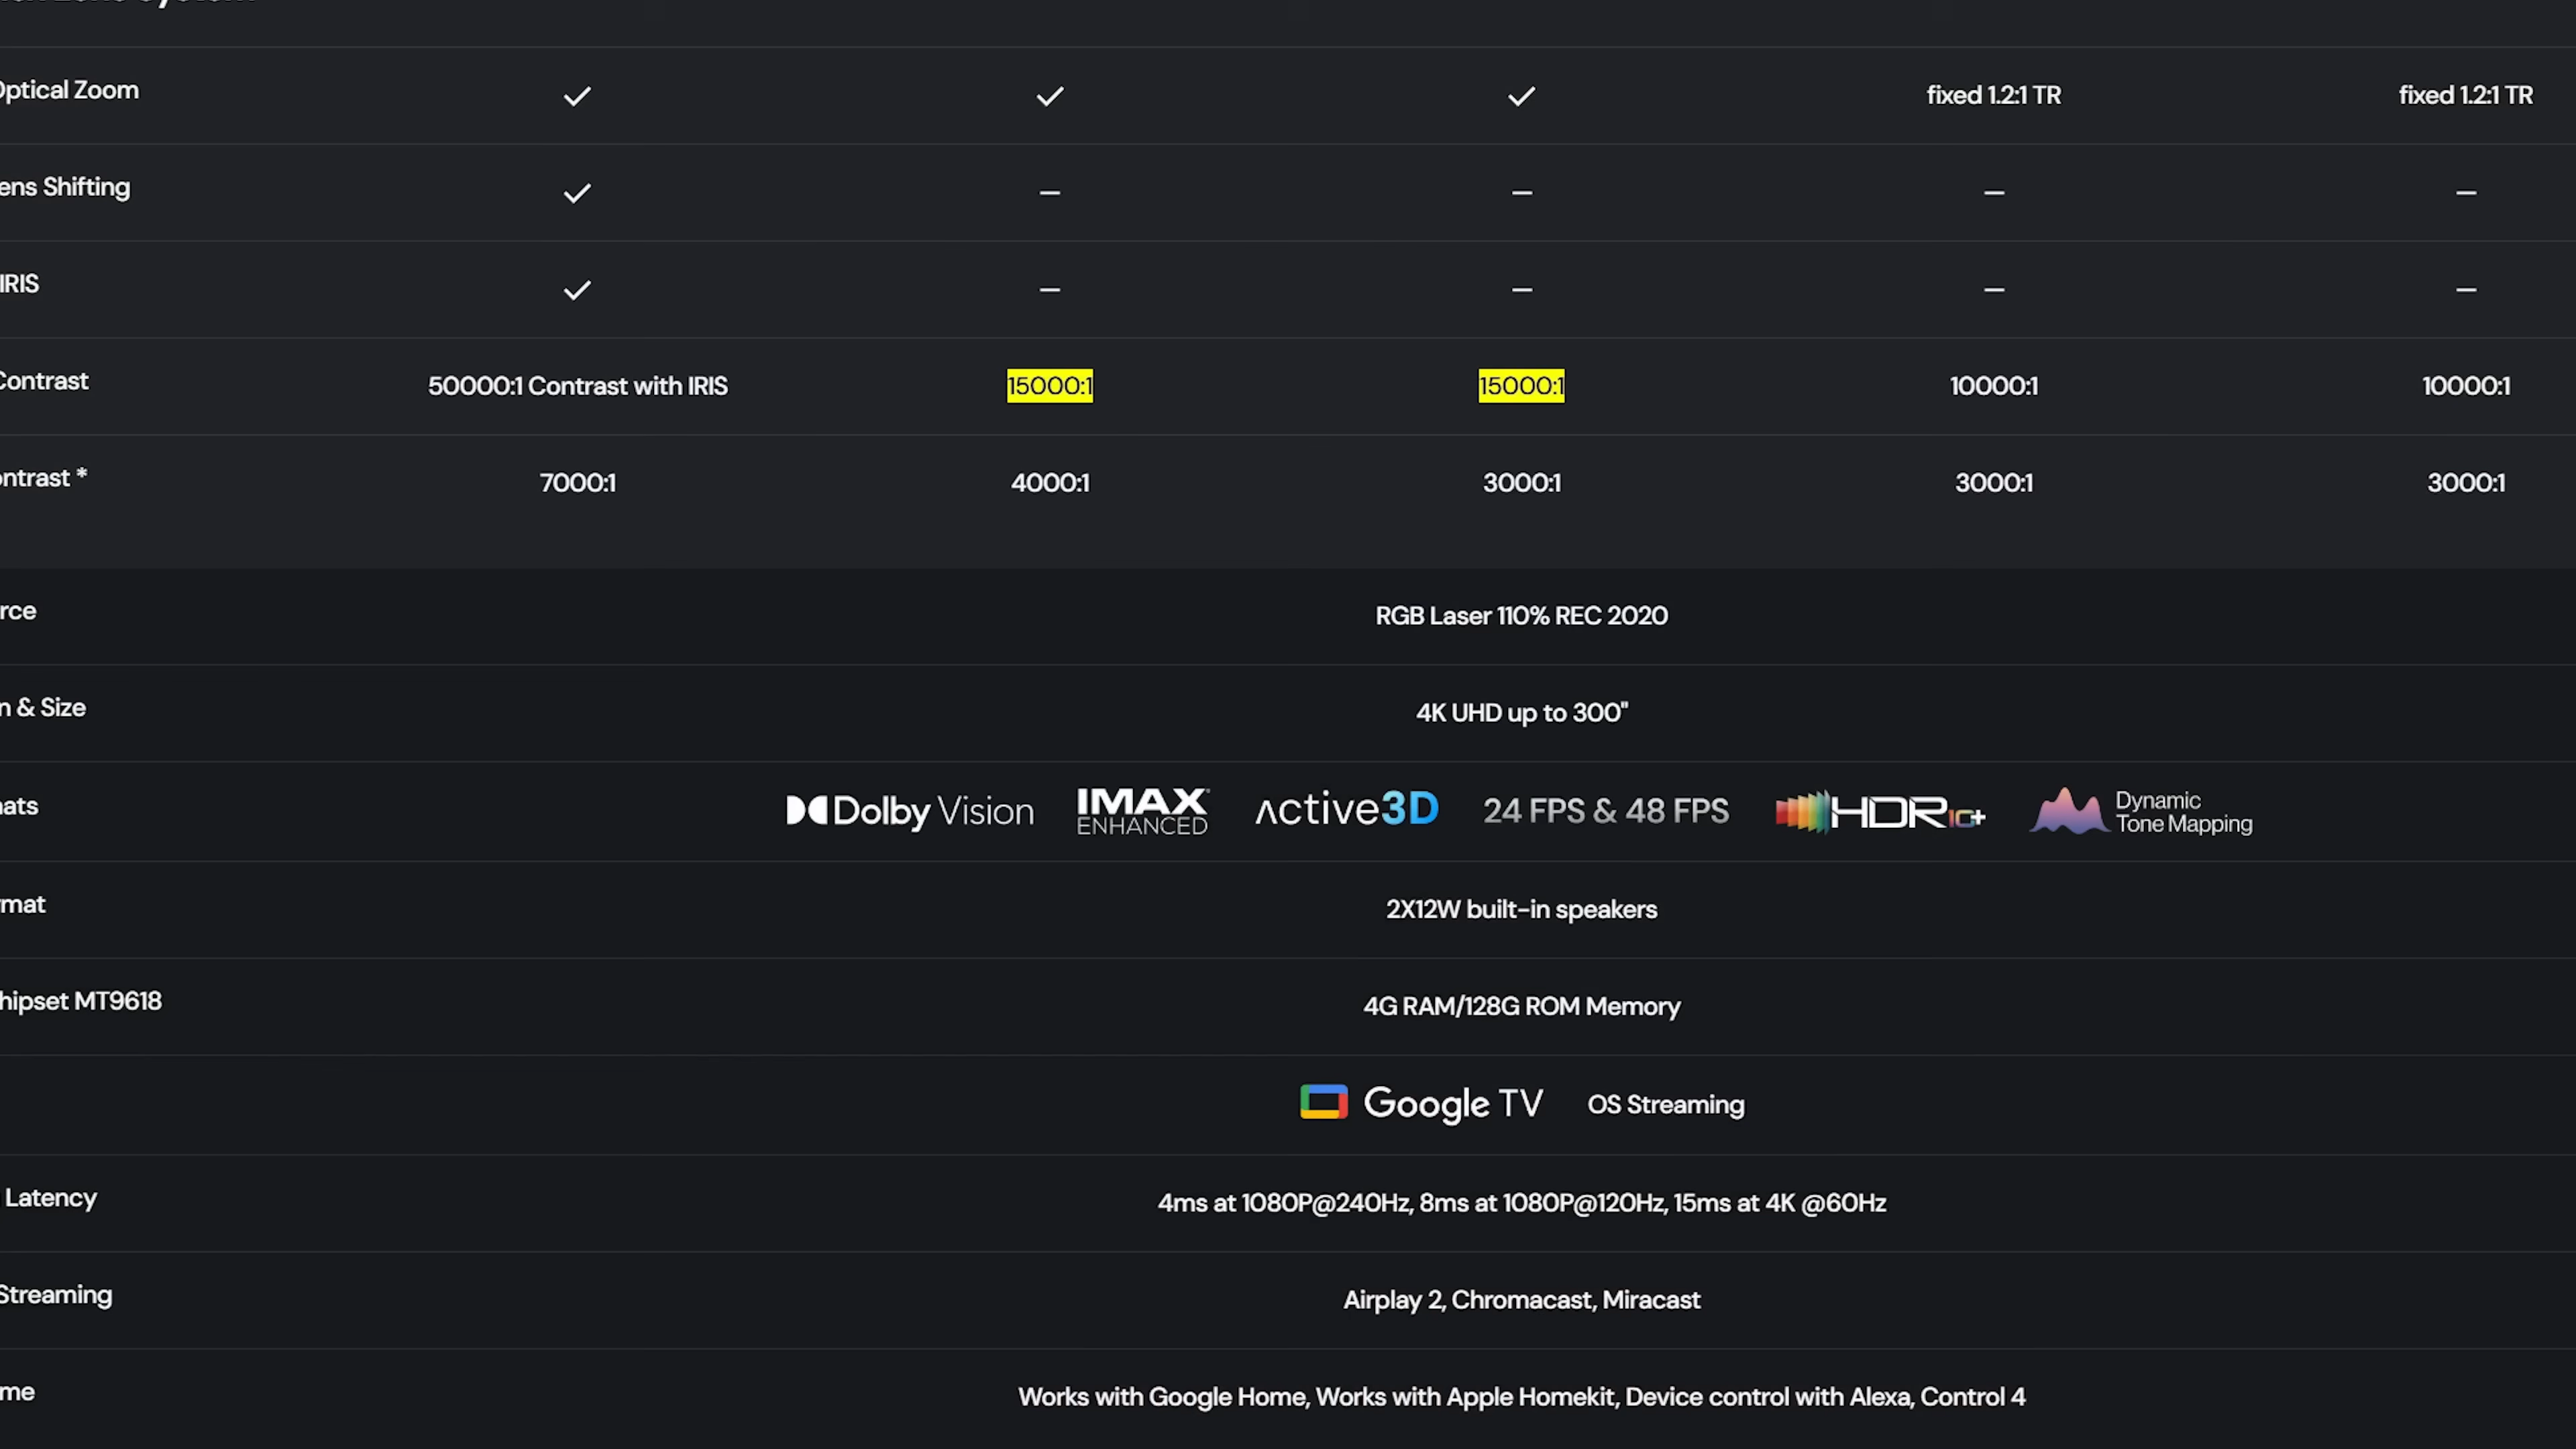 Optical Zoom fixed 1.2:1 TR fixed 1.2:1 TR
ens Shifting – – – –
IRIS – – – –
Contrast 50000:1 Contrast with IRIS 15000:1 15000:1 10000:1 10000:1
ontrast * 7000:1 4000:1 3000:1 3000:1 3000:1
rce RGB Laser 110% REC 2020
n & Size 4K UHD up to 300"
ats Dolby Vision IMAX ENHANCED Active3D 24 FPS & 48 FPS HDR10+ Dynamic Tone Mapping
mat 2X12W built-in speakers
hipset MT9618 4G RAM/128G ROM Memory
Google TV OS Streaming
Latency 4ms at 1080P@240Hz, 8ms at 1080P@120Hz, 15ms at 4K @60Hz
Streaming Airplay 2, Chromacast, Miracast
me Works with Google Home, Works with Apple Homekit, Device control with Alexa, Control 4